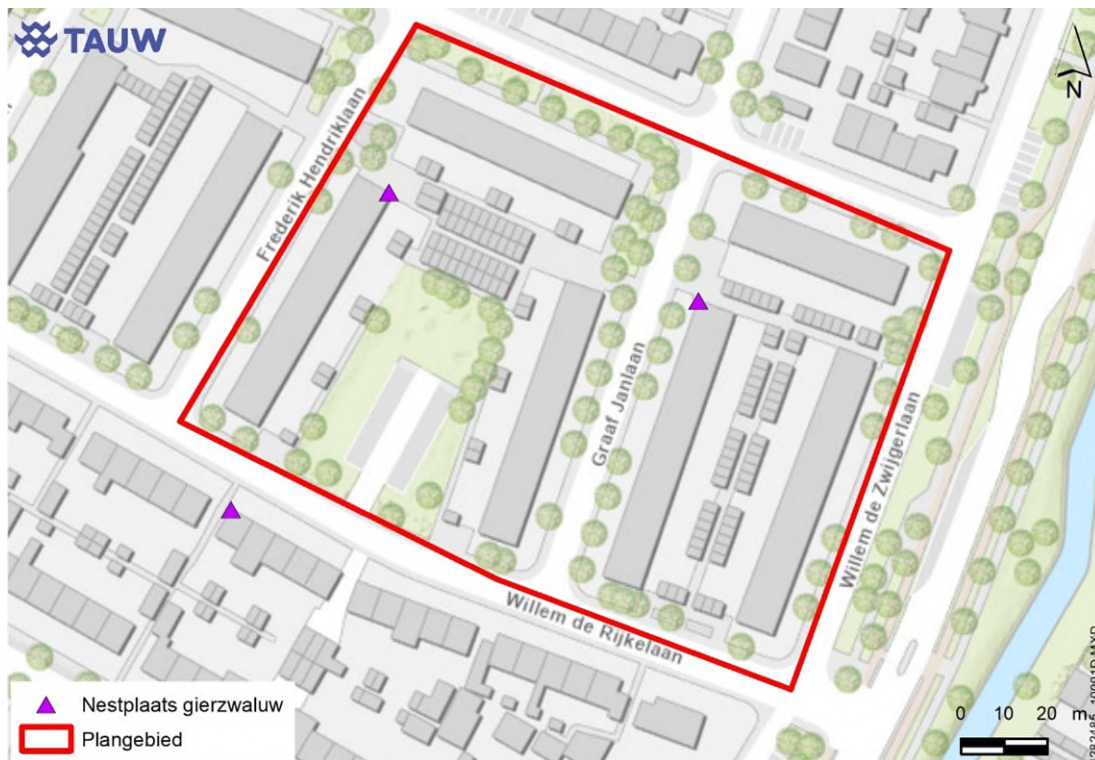 TAUW
N
Frederik Hendriklaan
Graaf Janlaan
Willem de Zwijgerlaan
Willem de Rijkelaan
Nestplaats gierzwaluw
Plangebied
0 10 20 m